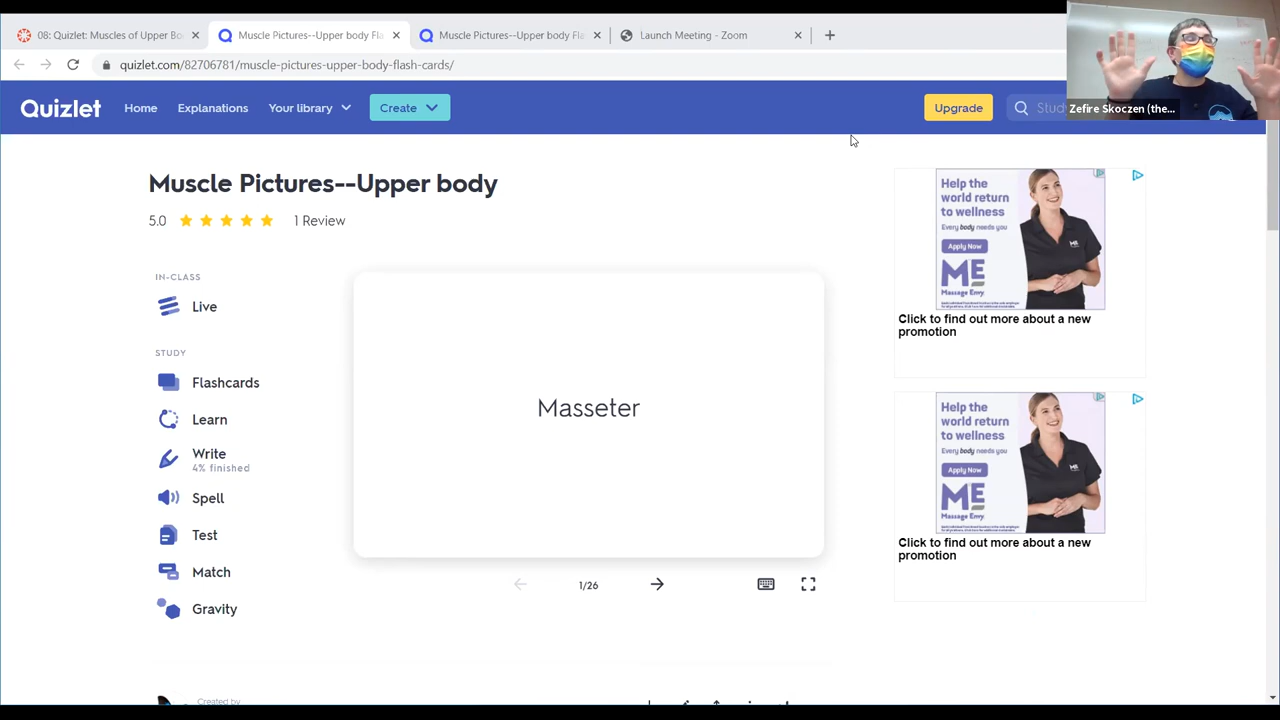 08: Quizlet: Muscles of Upper Bo
Muscle Pictures--Upper body Fla
Muscle Pictures--Upper body Fla
Launch Meeting - Zoom
quizlet.com/82706781/muscle-pictures-upper-body-flash-cards/
Zefire Skoczen (the...
Quizlet
Home
Explanations
Your library
Create
Upgrade
Study
Muscle Pictures--Upper body
5.0
1 Review
IN-CLASS
Live
STUDY
Flashcards
Learn
Write
4% finished
Spell
Test
Match
Gravity
Masseter
1/26
Help the
world return
to wellness
Every body needs you
Apply Now
ME
Massage Envy
Click to find out more about a new
promotion
Help the
world return
to wellness
Every body needs you
Apply Now
ME
Massage Envy
Click to find out more about a new
promotion
Created by